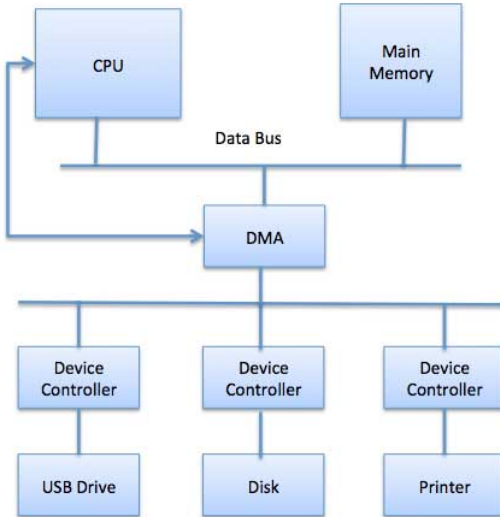 CPU
Main
Memory
Data Bus
DMA
Device
Controller
Device
Controller
Device
Controller
USB Drive
Disk
Printer